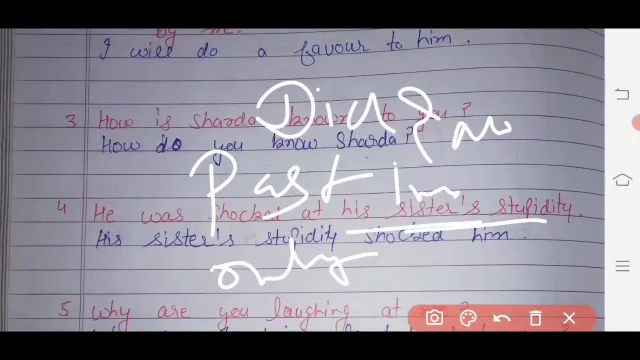 by me.
I will do a favour to him.
3 How is Sharda known to you?
How do you know Sharda?
Did
Past
only
4 He was shocked at his sister's stupidity.
His sister's stupidity shocked him.
5 Why are you laughing at